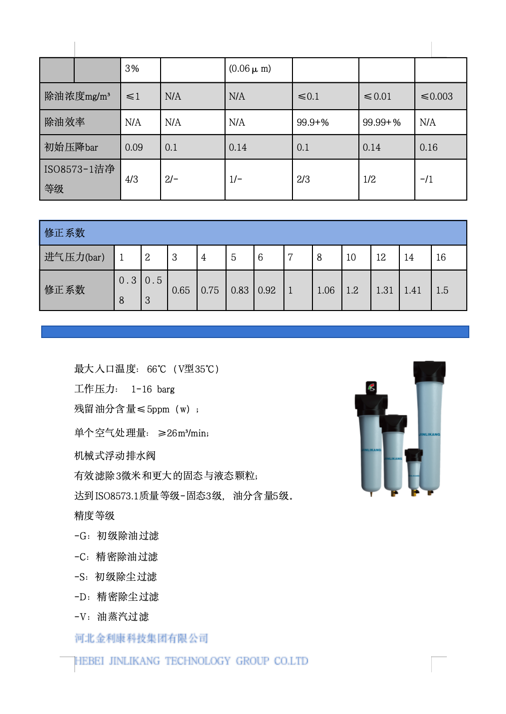 3% (0.06μm)
除油浓度mg/m³ ≤1 N/A N/A ≤0.1 ≤0.01 ≤0.003
除油效率 N/A N/A N/A 99.9+% 99.99+% N/A
初始压降bar 0.09 0.1 0.14 0.1 0.14 0.16
ISO8573-1洁净
等级 4/3 2/- 1/- 2/3 1/2 -/1
修正系数
进气压力(bar) 1 2 3 4 5 6 7 8 10 12 14 16
修正系数 0.38 0.53 0.65 0.75 0.83 0.92 1 1.06 1.2 1.31 1.41 1.5
最大入口温度：66℃（V型35℃）
工作压力： 1-16 barg
残留油分含量≤5ppm（w）;
单个空气处理量： ≥26m³/min;
机械式浮动排水阀
有效滤除3微米和更大的固态与液态颗粒;
达到ISO8573.1质量等级-固态3级, 油分含量5级.
精度等级
-G：初级除油过滤
-C：精密除油过滤
-S：初级除尘过滤
-D：精密除尘过滤
-V：油蒸汽过滤
JINLIKANG
河北金利康科技集团有限公司
HEBEI JINLIKANG TECHNOLOGY GROUP CO.LTD